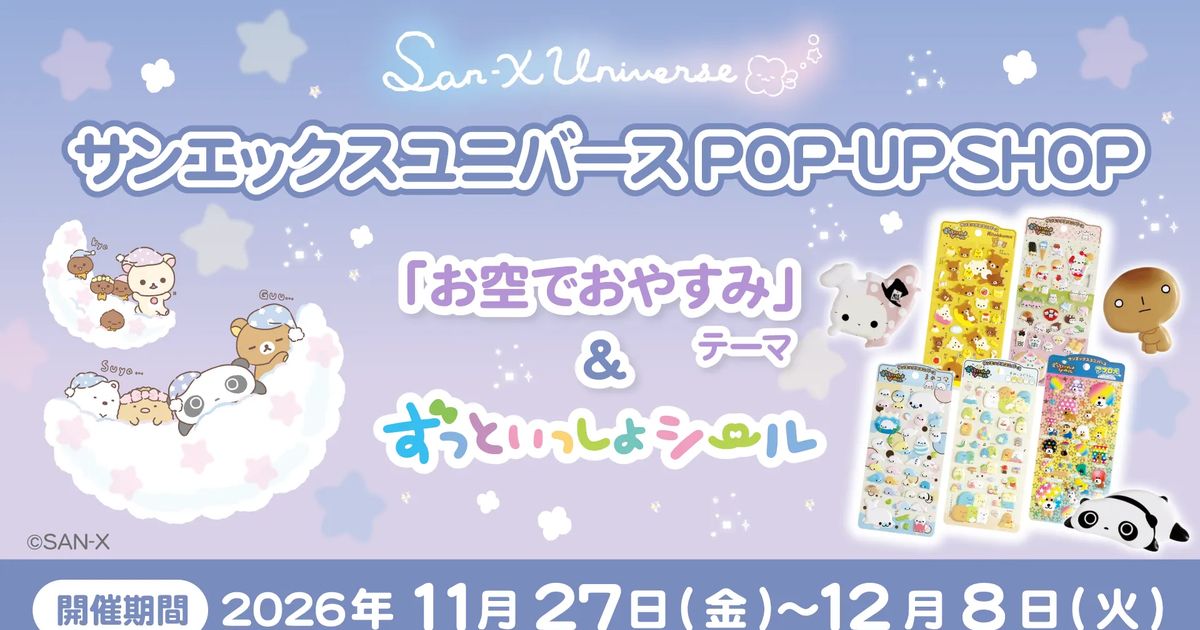 San-X Universe
サンエックスユニバース POP-UP SHOP
「お空でおやすみ」
テーマ
&
ずっといっしょシール
Guu...
Suya...
©SAN-X
開催期間
2026年 11月 27日(金)~12月 8日(火)